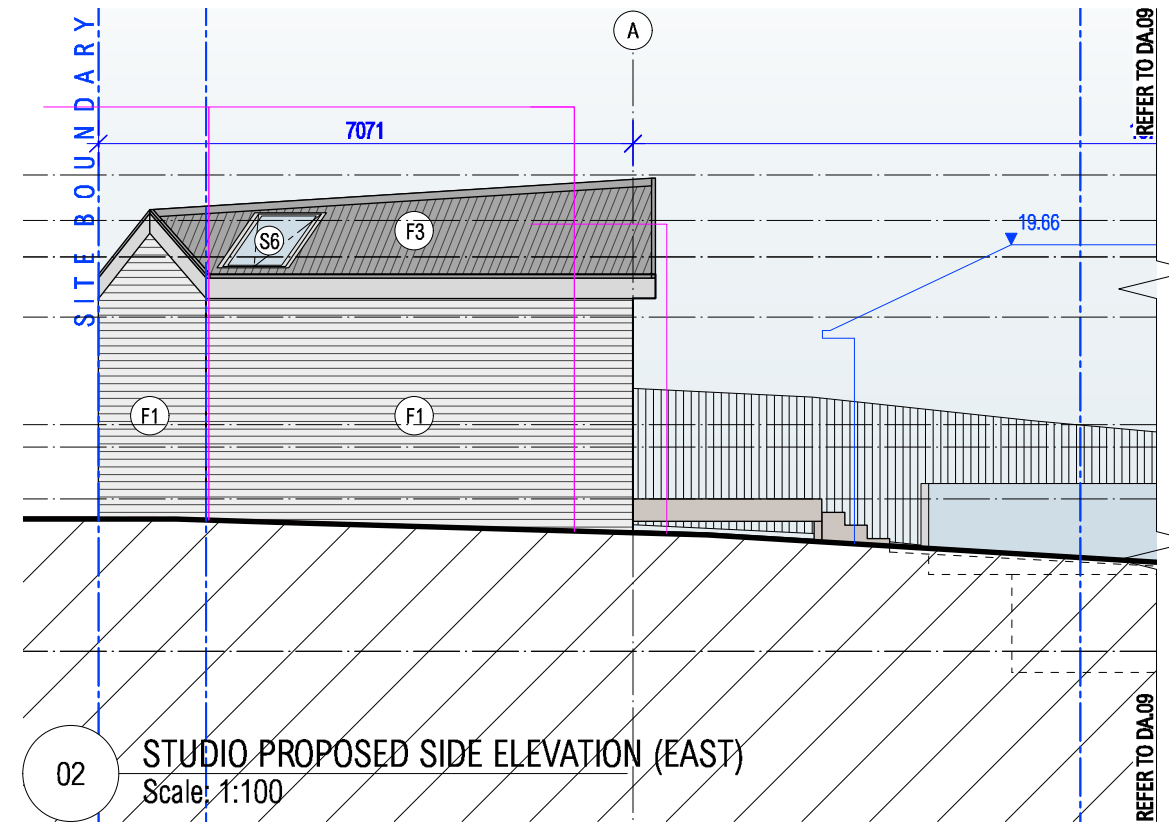 SITE BOUNDARY
A
REFER TO DA.09
7071
S6
F3
19.66
F1
F1
02
STUDIO PROPOSED SIDE ELEVATION (EAST)
Scale: 1:100
REFER TO DA.09